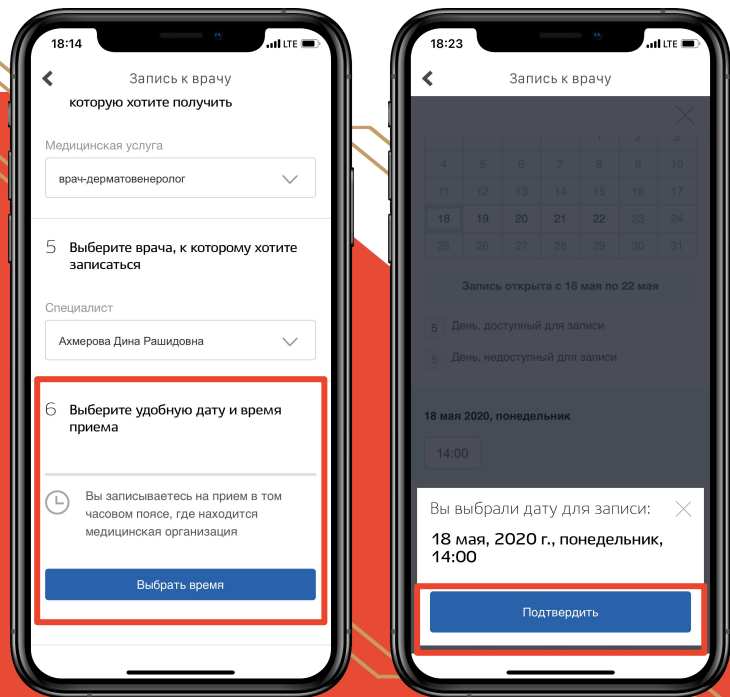 18:14
LTE
Запись к врачу
которую хотите получить
Медицинская услуга
врач-дерматовенеролог
5 Выберите врача, к которому хотите
записаться
Специалист
Ахмерова Дина Рашидовна
6 Выберите удобную дату и время
приема
Вы записываетесь на прием в том
часовом поясе, где находится
медицинская организация
Выбрать время
18:23
LTE
Запись к врачу
1 2 3
4 5 6 7 8 9 10
11 12 13 14 15 16 17
18 19 20 21 22 23 24
25 26 27 28 29 30 31
Запись открыта с 18 мая по 22 мая
5 День, доступный для записи
5 День, недоступный для записи
18 мая 2020, понедельник
14:00
Вы выбрали дату для записи:
18 мая, 2020 г., понедельник,
14:00
Подтвердить